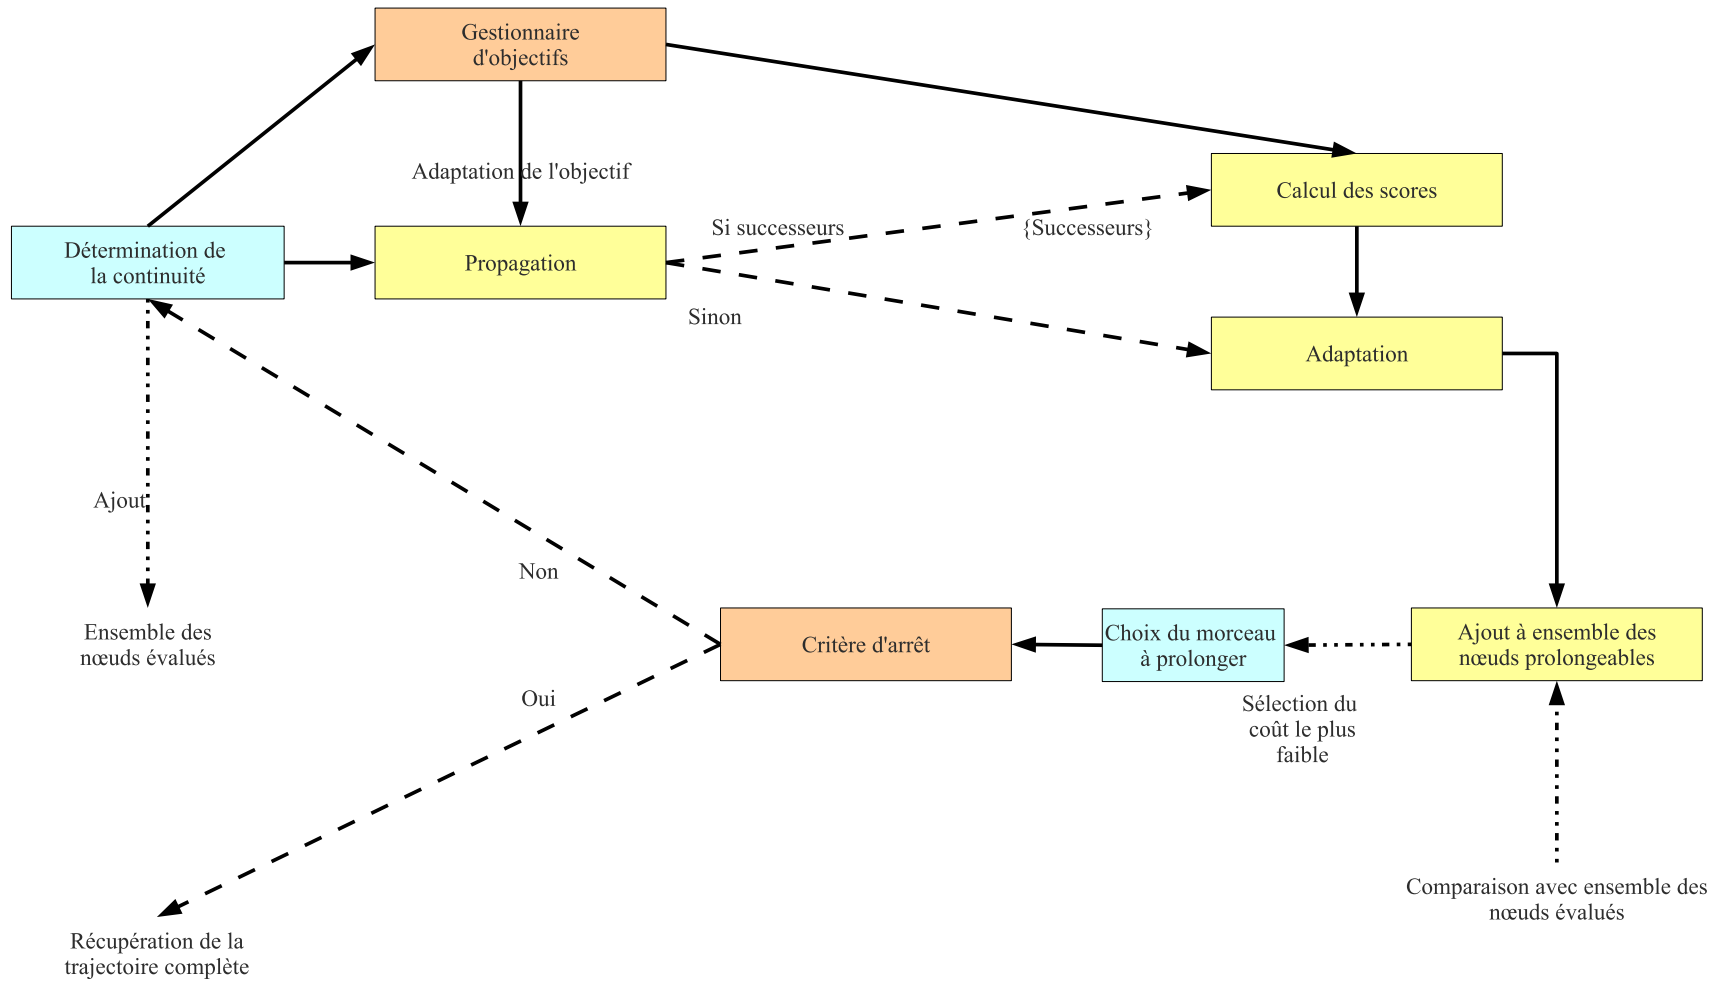 Gestionnaire
d'objectifs
Adaptation de l'objectif
Calcul des scores
Si successeurs
{Successeurs}
Détermination de
la continuité
Propagation
Sinon
Adaptation
Ajout
Non
Ensemble des
nœuds évalués
Critère d'arrêt
Choix du morceau
à prolonger
Ajout à ensemble des
nœuds prolongeables
Oui
Sélection du
coût le plus
faible
Comparaison avec ensemble des
nœuds évalués
Récupération de la
trajectoire complète